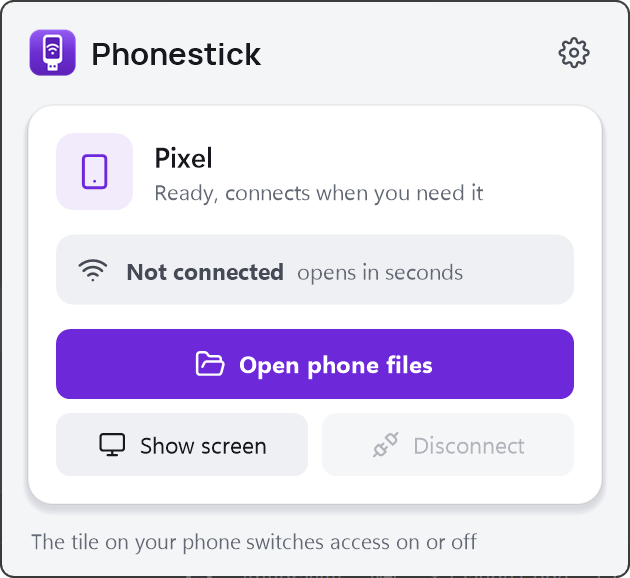 Phonestick
Pixel
Ready, connects when you need it
Not connected opens in seconds
Open phone files
Show screen
Disconnect
The tile on your phone switches access on or off